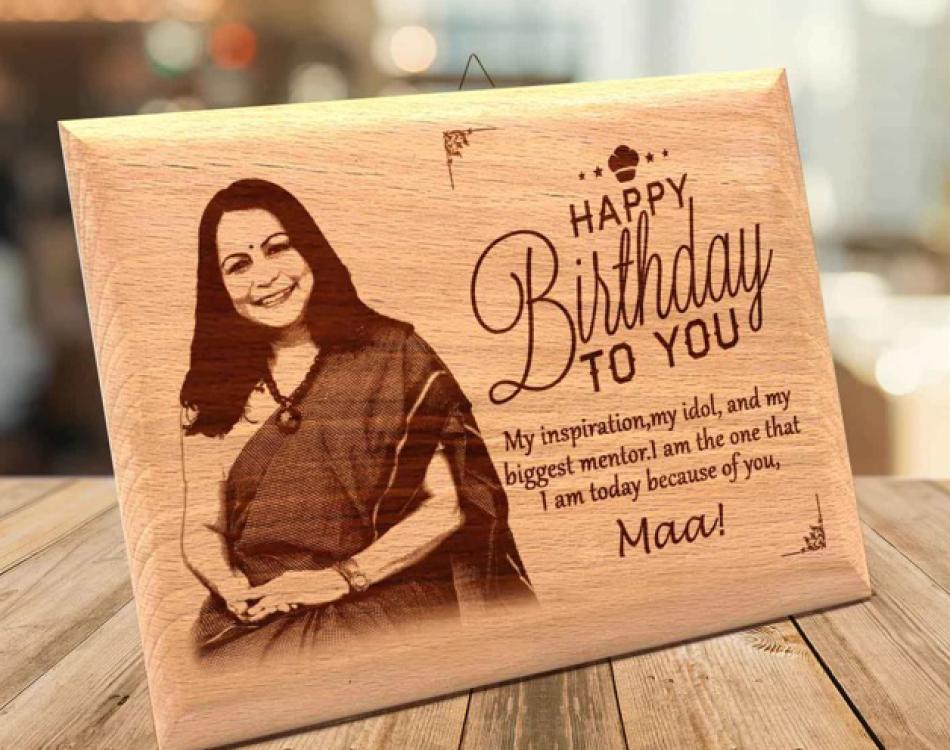 HAPPY
Birthday
TO YOU
My inspiration,my idol, and my
biggest mentor.I am the one that
I am today because of you,
Maa!